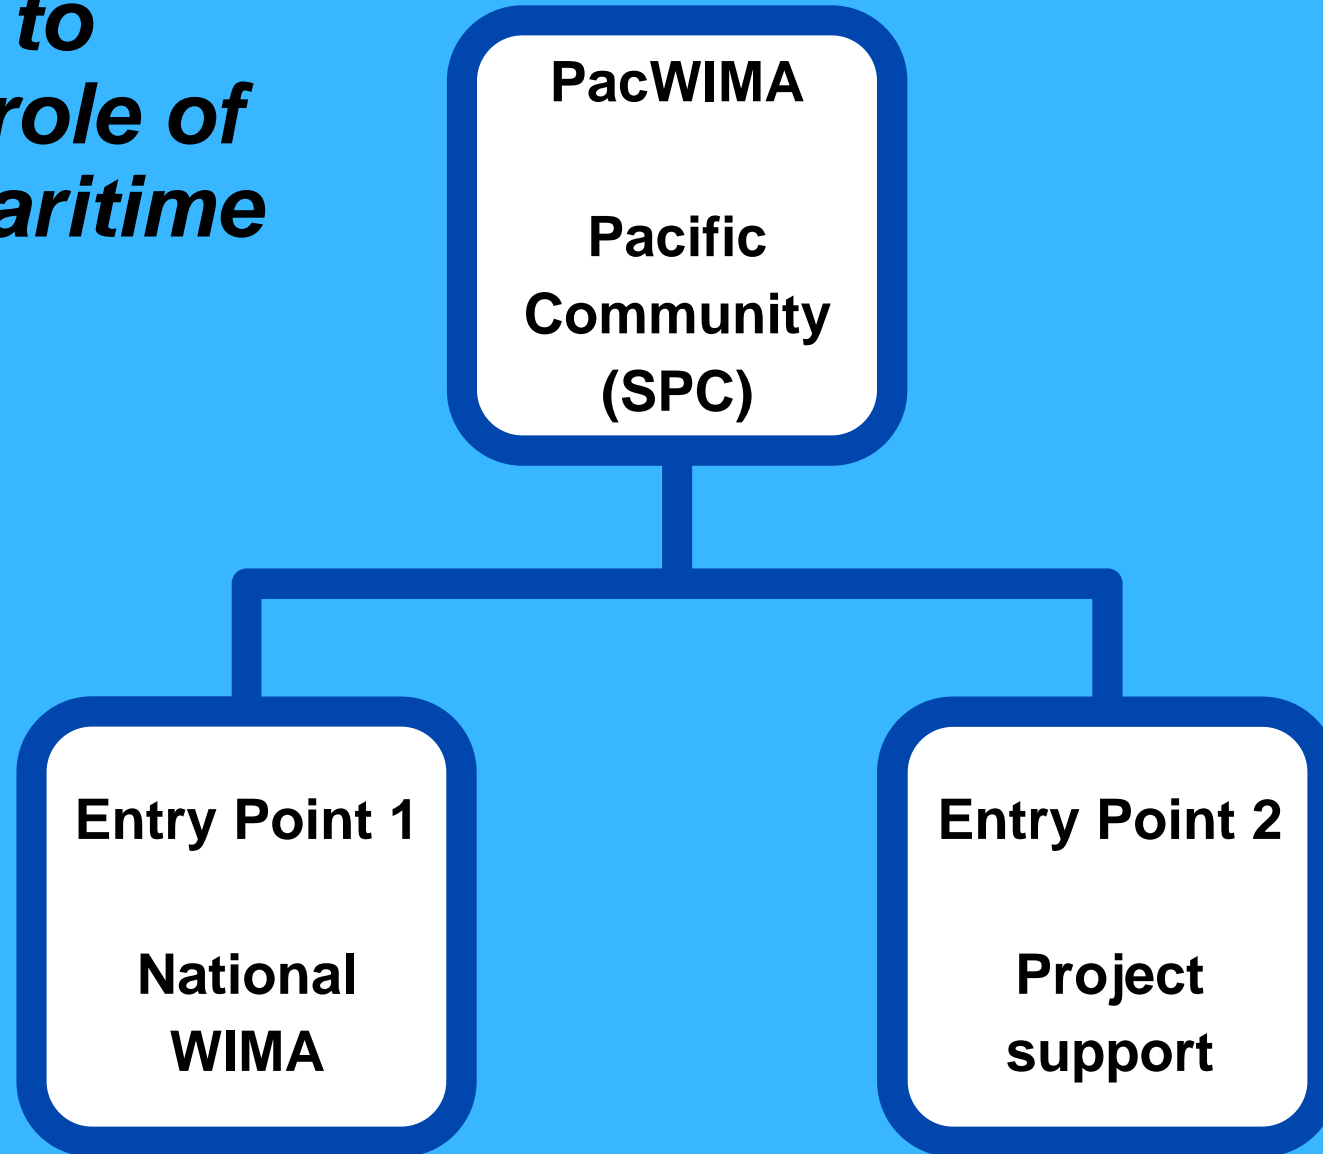 to
role of
aritime
PacWIMA
Pacific
Community
(SPC)
Entry Point 1
National
WIMA
Entry Point 2
Project
support